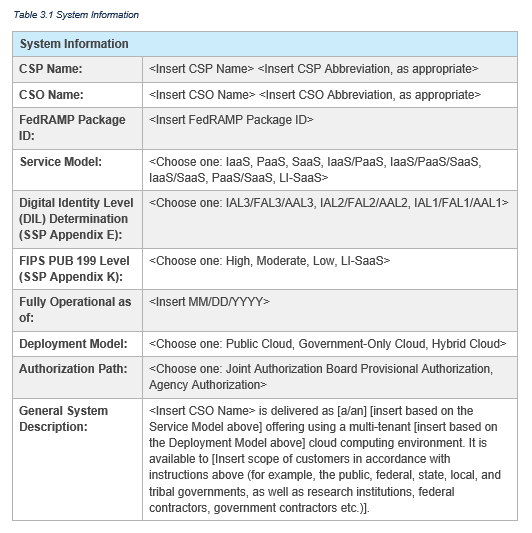 Table 3.1 System Information
System Information
CSP Name: <Insert CSP Name> <Insert CSP Abbreviation, as appropriate>
CSO Name: <Insert CSO Name> <Insert CSO Abbreviation, as appropriate>
FedRAMP Package <Insert FedRAMP Package ID>
ID:
Service Model: <Choose one: IaaS, PaaS, SaaS, IaaS/PaaS, IaaS/PaaS/SaaS,
IaaS/SaaS, PaaS/SaaS, LI-SaaS>
Digital Identity Level <Choose one: IAL3/FAL3/AAL3, IAL2/FAL2/AAL2, IAL1/FAL1/AAL1>
(DIL) Determination
(SSP Appendix E):
FIPS PUB 199 Level <Choose one: High, Moderate, Low, LI-SaaS>
(SSP Appendix K):
Fully Operational as <Insert MM/DD/YYYY>
of:
Deployment Model: <Choose one: Public Cloud, Government-Only Cloud, Hybrid Cloud>
Authorization Path: <Choose one: Joint Authorization Board Provisional Authorization,
Agency Authorization>
General System <Insert CSO Name> is delivered as [a/an] [insert based on the
Description: Service Model above] offering using a multi-tenant [insert based on
the Deployment Model above] cloud computing environment. It is
available to [Insert scope of customers in accordance with
instructions above (for example, the public, federal, state, local, and
tribal governments, as well as research institutions, federal
contractors, government contractors etc.)].